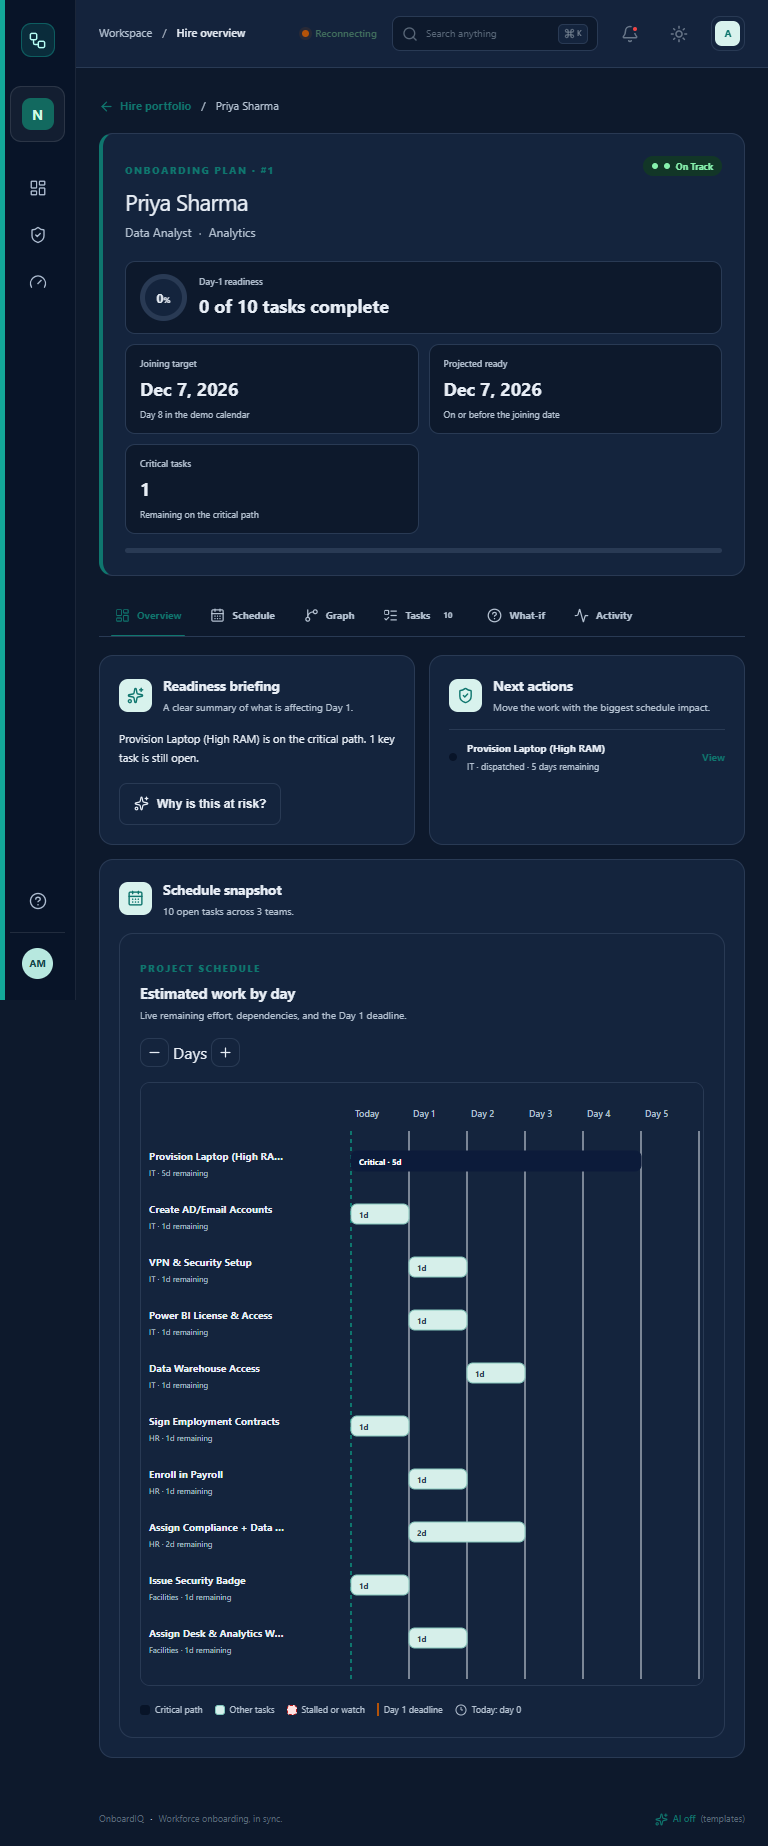 Workspace / Hire overview
Reconnecting
Search anything
⌘ K
A
N
← Hire portfolio / Priya Sharma
ONBOARDING PLAN · #1
On Track
Priya Sharma
Data Analyst · Analytics
0%
Day-1 readiness
0 of 10 tasks complete
Joining target
Dec 7, 2026
Day 8 in the demo calendar
Projected ready
Dec 7, 2026
On or before the joining date
Critical tasks
1
Remaining on the critical path
Overview Schedule Graph Tasks 10 What-if Activity
Readiness briefing
A clear summary of what is affecting Day 1.
Provision Laptop (High RAM) is on the critical path. 1 key
task is still open.
Why is this at risk?
Next actions
Move the work with the biggest schedule impact.
Provision Laptop (High RAM)
IT · dispatched · 5 days remaining
View
Schedule snapshot
10 open tasks across 3 teams.
AM
PROJECT SCHEDULE
Estimated work by day
Live remaining effort, dependencies, and the Day 1 deadline.
− Days +
Today Day 1 Day 2 Day 3 Day 4 Day 5
Provision Laptop (High RA...
IT · 5d remaining
Critical · 5d
Create AD/Email Accounts
IT · 1d remaining
1d
VPN & Security Setup
IT · 1d remaining
1d
Power BI License & Access
IT · 1d remaining
1d
Data Warehouse Access
IT · 1d remaining
1d
Sign Employment Contracts
HR · 1d remaining
1d
Enroll in Payroll
HR · 1d remaining
1d
Assign Compliance + Data ...
HR · 2d remaining
2d
Issue Security Badge
Facilities · 1d remaining
1d
Assign Desk & Analytics W...
Facilities · 1d remaining
1d
Critical path Other tasks Stalled or watch Day 1 deadline Today: day 0
OnboardIQ · Workforce onboarding, in sync.
AI off (templates)